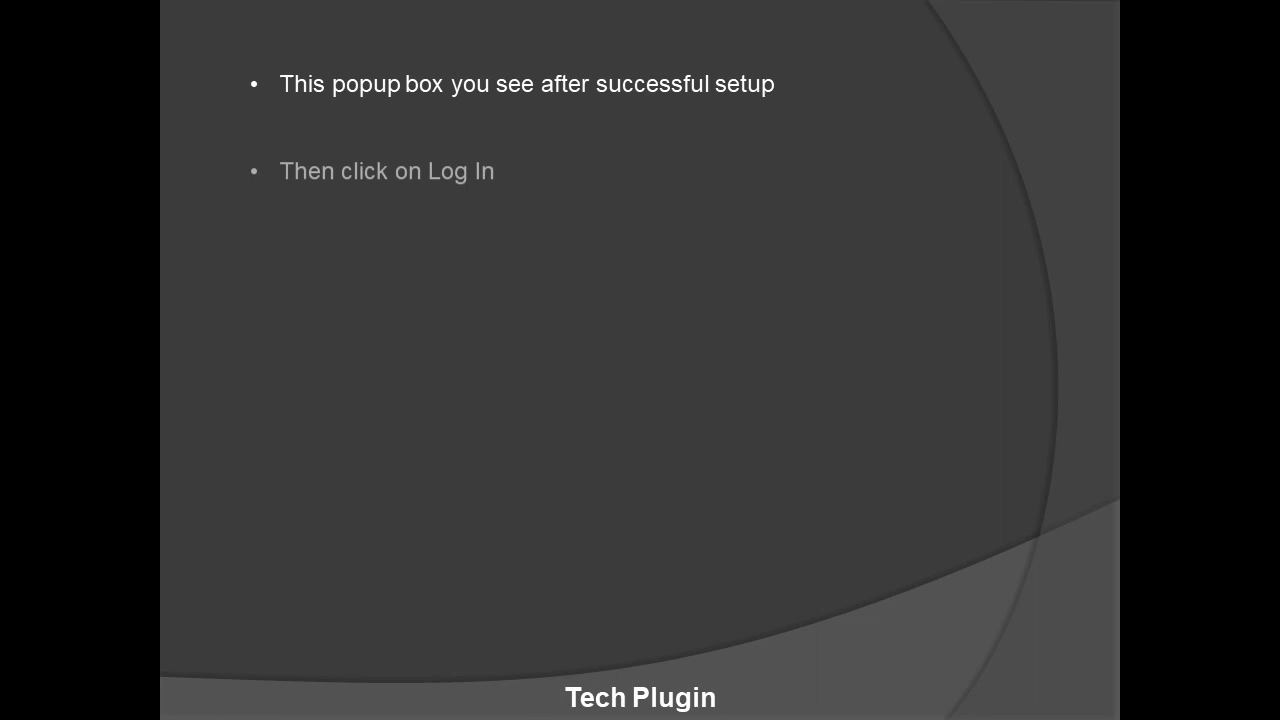 • This popup box you see after successful setup
• Then click on Log In
Tech Plugin